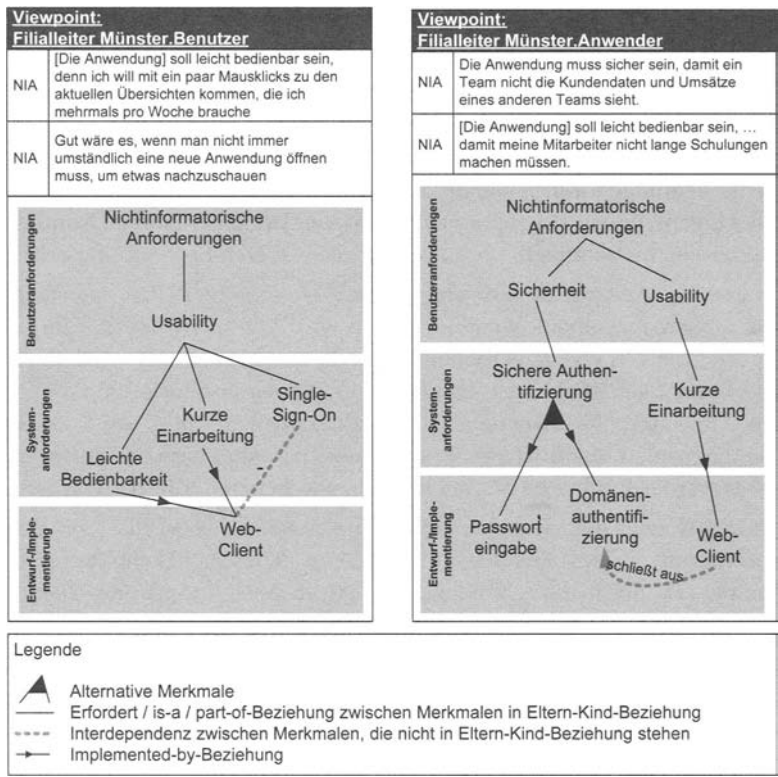 Viewpoint:
Filialleiter Münster.Benutzer
NIA
[Die Anwendung] soll leicht bedienbar sein,
denn ich will mit ein paar Mausklicks zu den
aktuellen Übersichten kommen, die ich
mehrmals pro Woche brauche
NIA
Gut wäre es, wenn man nicht immer
umständlich eine neue Anwendung öffnen
muss, um etwas nachzuschauen
Benutzeranforderungen
Nichtinformatorische
Anforderungen
Usability
System-
anforderungen
Single-
Sign-On
Kurze
Einarbeitung
Leichte
Bedienbarkeit
-
Entwurf-/Imple-
mentierung
Web-
Client
Viewpoint:
Filialleiter Münster.Anwender
NIA
Die Anwendung muss sicher sein, damit ein
Team nicht die Kundendaten und Umsätze
eines anderen Teams sieht.
NIA
[Die Anwendung] soll leicht bedienbar sein, ...
damit meine Mitarbeiter nicht lange Schulungen
machen müssen.
Benutzeranforderungen
Nichtinformatorische
Anforderungen
Sicherheit
Usability
System-
anforderungen
Sichere Authen-
tifizierung
Kurze
Einarbeitung
Entwurf-/Imple-
mentierung
Passwort
eingabe
Domänen-
authentifi-
zierung
Web-
Client
schließt aus
Legende
Alternative Merkmale
Erfordert / is-a / part-of-Beziehung zwischen Merkmalen in Eltern-Kind-Beziehung
Interdependenz zwischen Merkmalen, die nicht in Eltern-Kind-Beziehung stehen
Implemented-by-Beziehung